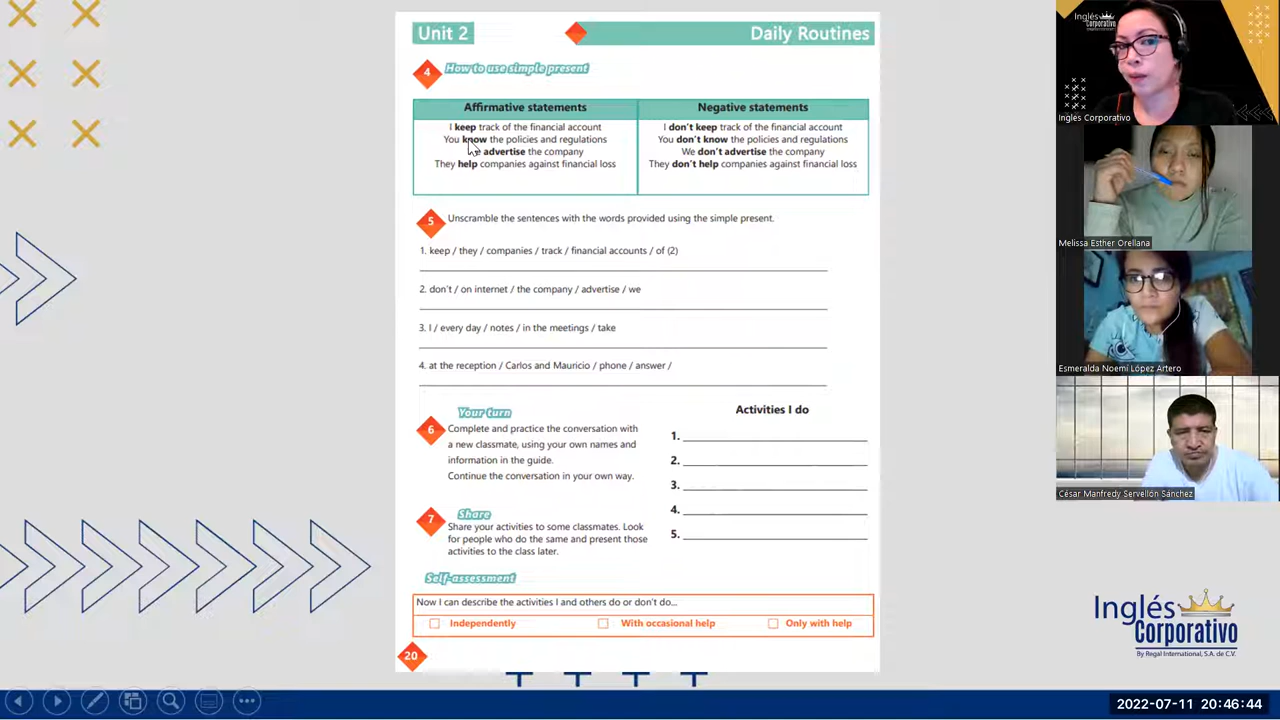 Unit 2
Daily Routines
4
How to use simple present
Affirmative statements
Negative statements
I keep track of the financial account
You know the policies and regulations
e advertise the company
They help companies against financial loss
I don't keep track of the financial account
You don't know the policies and regulations
We don't advertise the company
They don't help companies against financial loss
5
Unscramble the sentences with the words provided using the simple present.
1. keep / they / companies / track / financial accounts / of (2)
2. don't / on internet / the company / advertise / we
3. I / every day / notes / in the meetings / take
4. at the reception / Carlos and Mauricio / phone / answer /
Your turn
6
Complete and practice the conversation with
a new classmate, using your own names and
information in the guide.
Continue the conversation in your own way.
Activities I do
1.
2.
3.
4.
5.
7
Share
Share your activities to some classmates. Look
for people who do the same and present those
activities to the class later.
Self-assessment
Now I can describe the activities I and others do or don't do...
Independently
With occasional help
Only with help
20
Inglés
Corporativo
Inglés Corporativo
Melissa Esther Orellana
Esmeralda Noemí López Artero
César Manfredy Servellón Sánchez
Inglés
Corporativo
By Regal International, S.A. de C.V.
2022-07-11 20:46:44